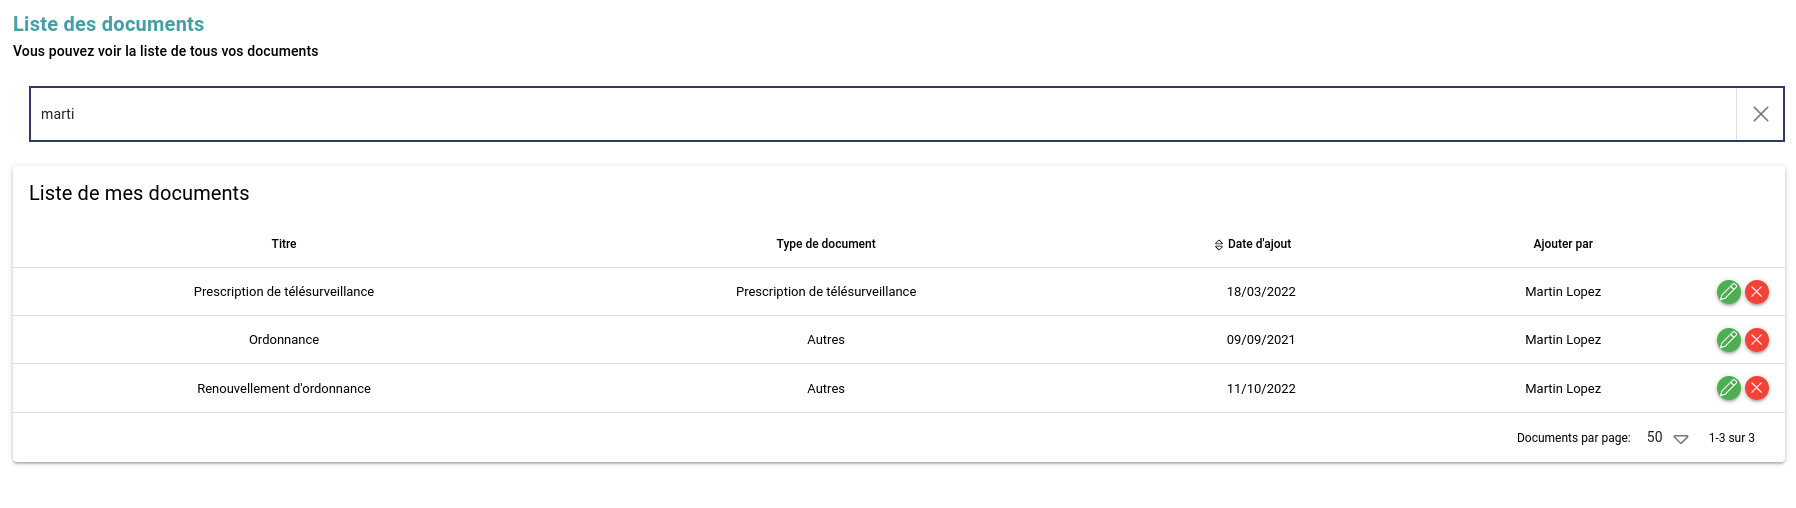 Liste des documents
Vous pouvez voir la liste de tous vos documents
marti
Liste de mes documents
Titre Type de document Date d'ajout Ajouter par
Prescription de télésurveillance Prescription de télésurveillance 18/03/2022 Martin Lopez
Ordonnance Autres 09/09/2021 Martin Lopez
Renouvellement d'ordonnance Autres 11/10/2022 Martin Lopez
Documents par page: 50 1-3 sur 3